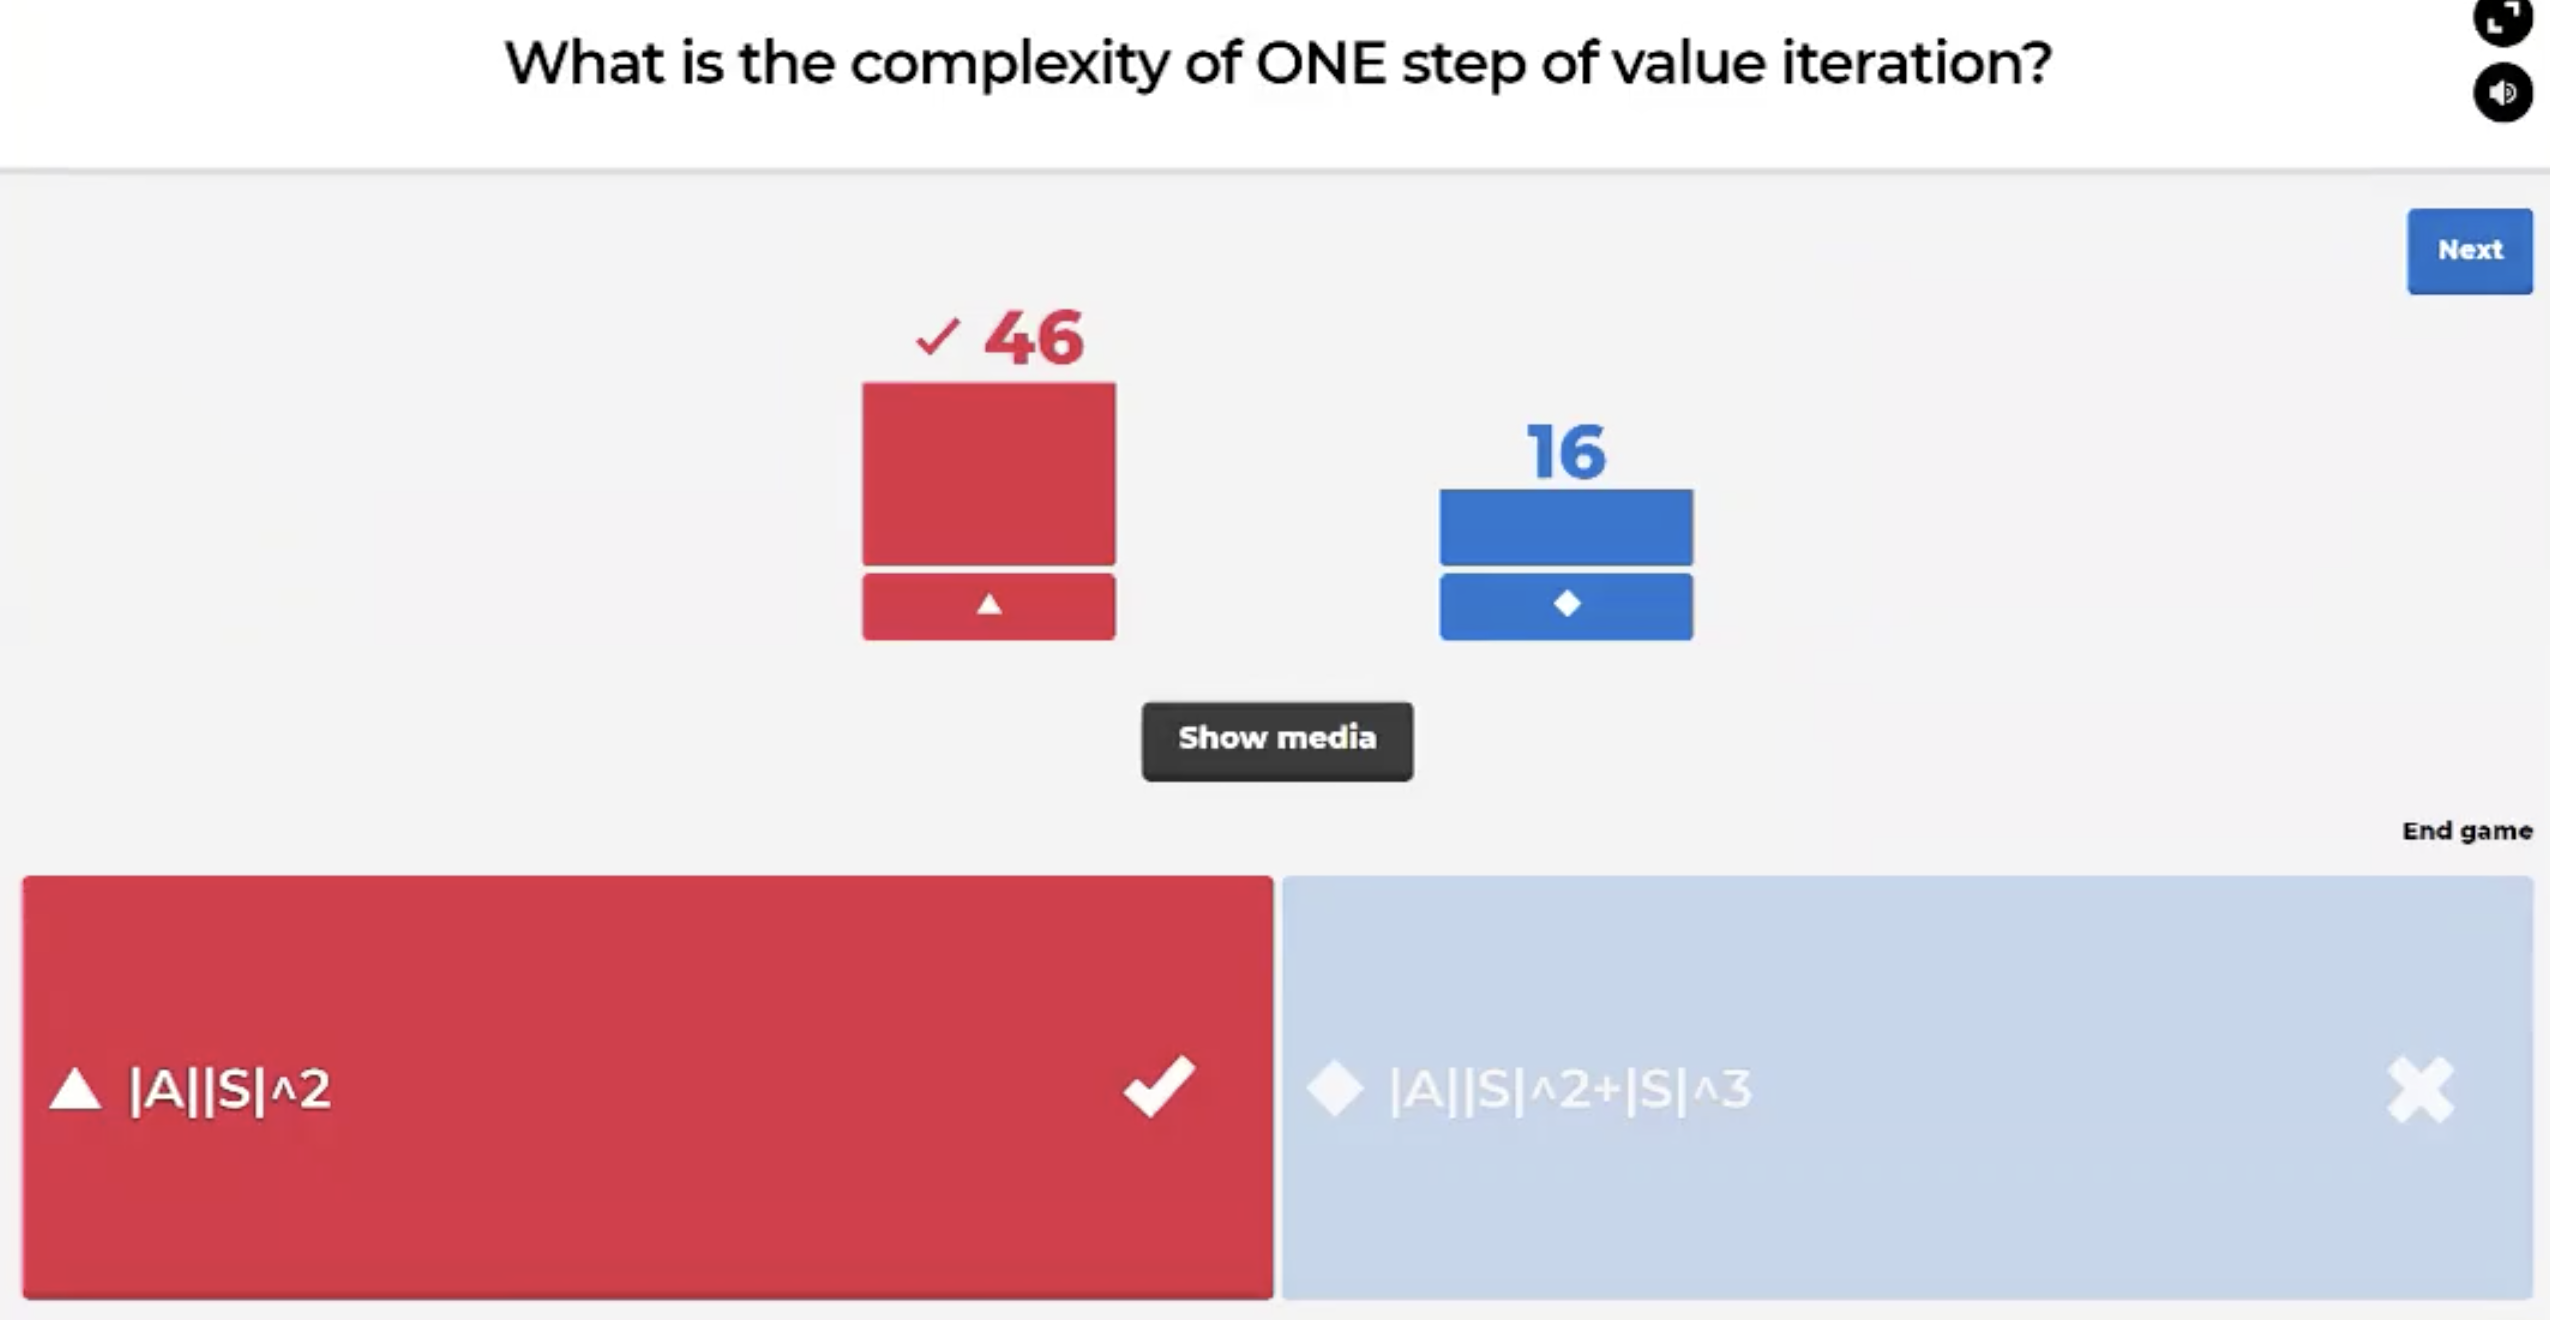 What is the complexity of ONE step of value iteration?
Next
46
16
Show media
End game
|A||S|^2
|A||S|^2+|S|^3